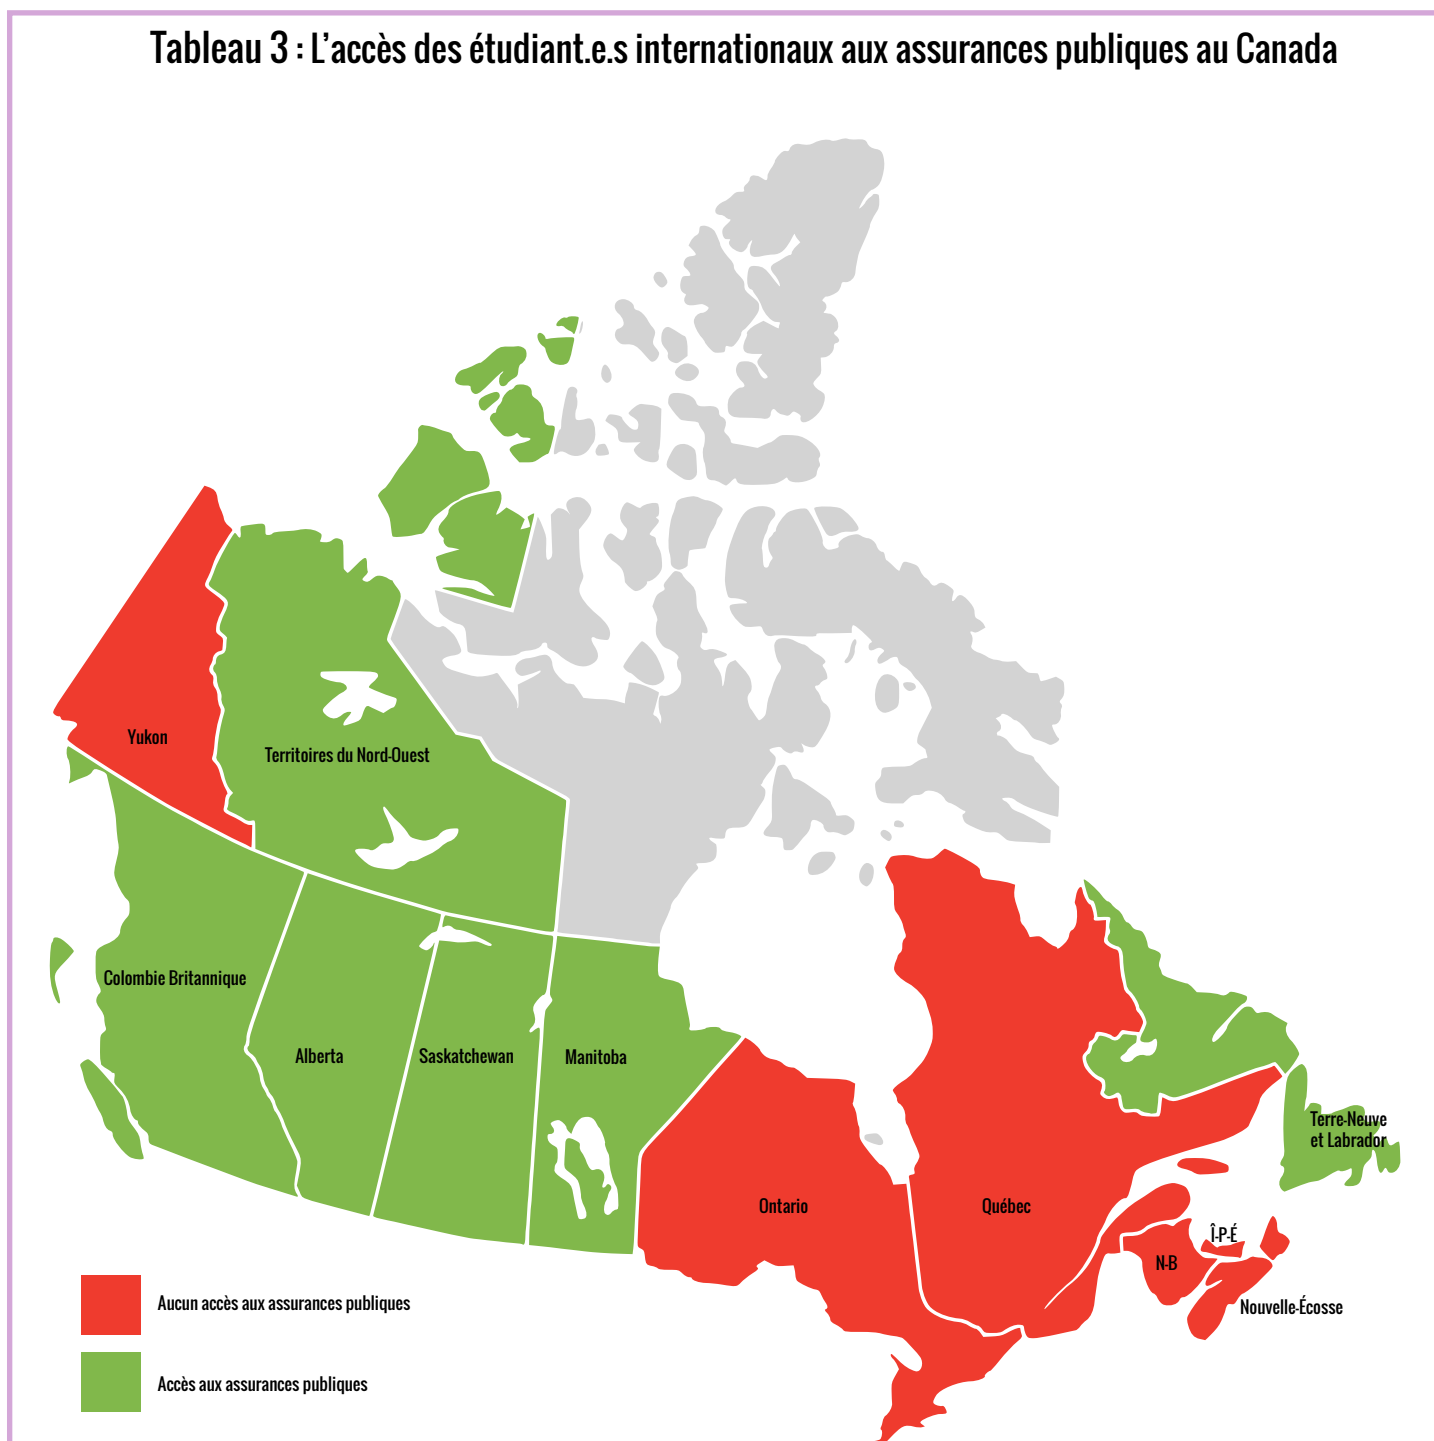 Tableau 3 : L’accès des étudiant.e.s internationaux aux assurances publiques au Canada
Yukon
Territoires du Nord-Ouest
Colombie Britannique
Alberta
Saskatchewan
Manitoba
Terre-Neuve
et Labrador
Ontario
Québec
Î-P-É
N-B
Nouvelle-Écosse
Aucun accès aux assurances publiques
Accès aux assurances publiques